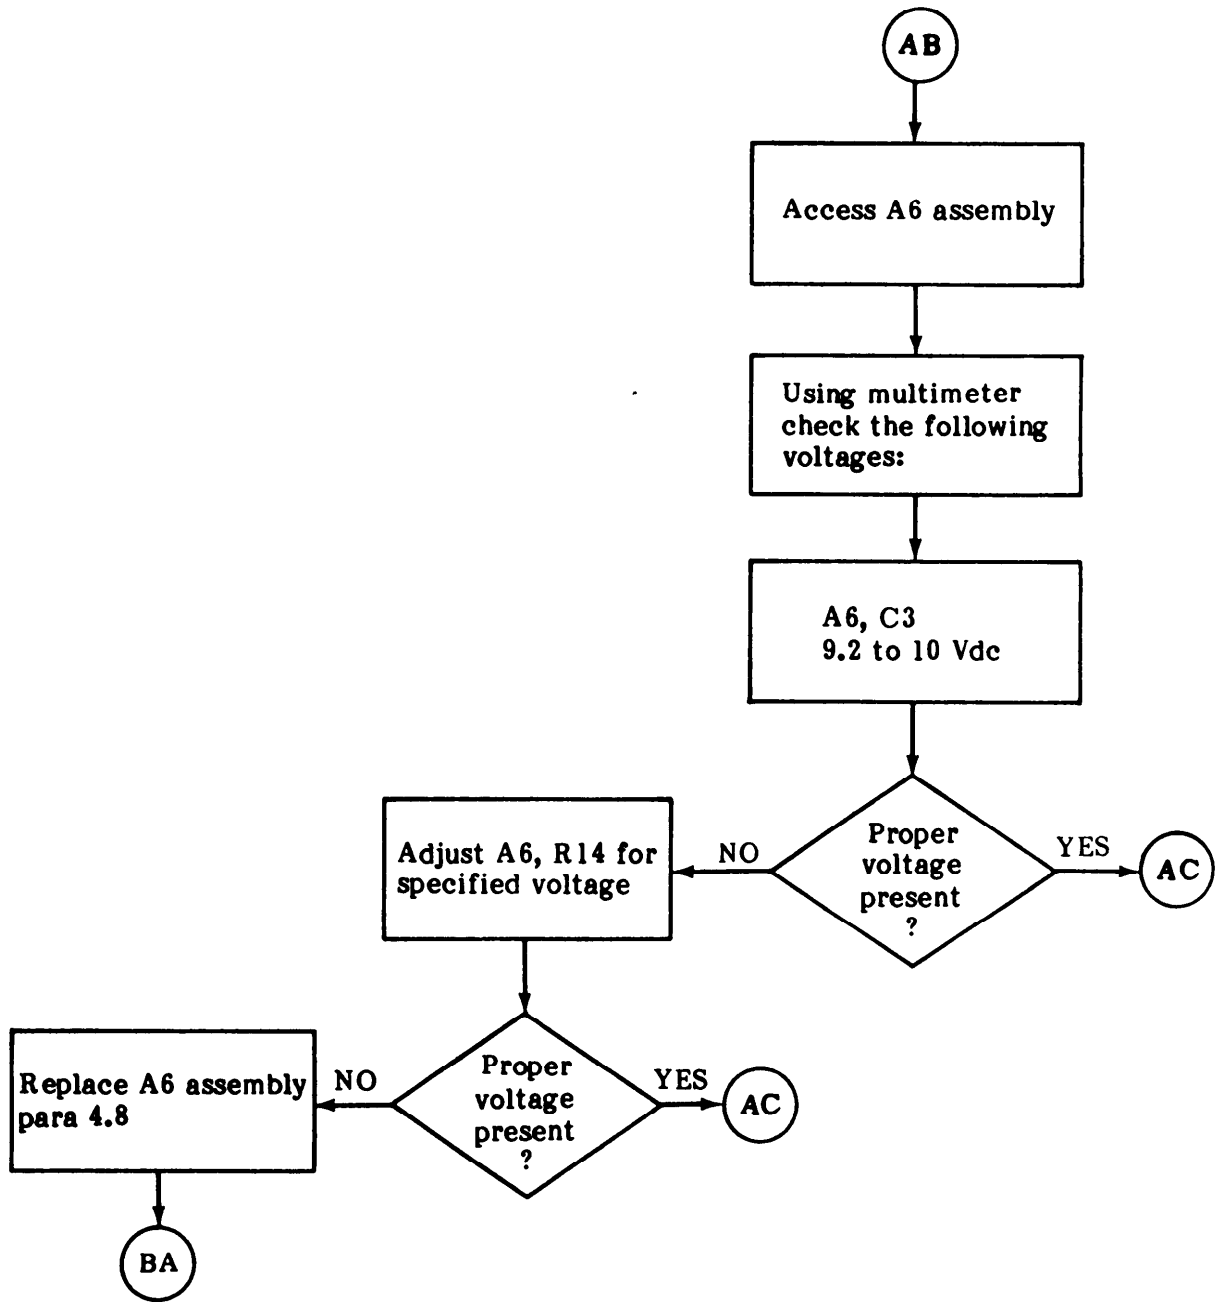 AB
Access A6 assembly
Using multimeter
check the following
voltages:
A6, C3
9.2 to 10 Vdc
Proper
voltage
present
?
YES
AC
NO
Adjust A6, R14 for
specified voltage
Proper
voltage
present
?
YES
AC
NO
Replace A6 assembly
para 4.8
BA